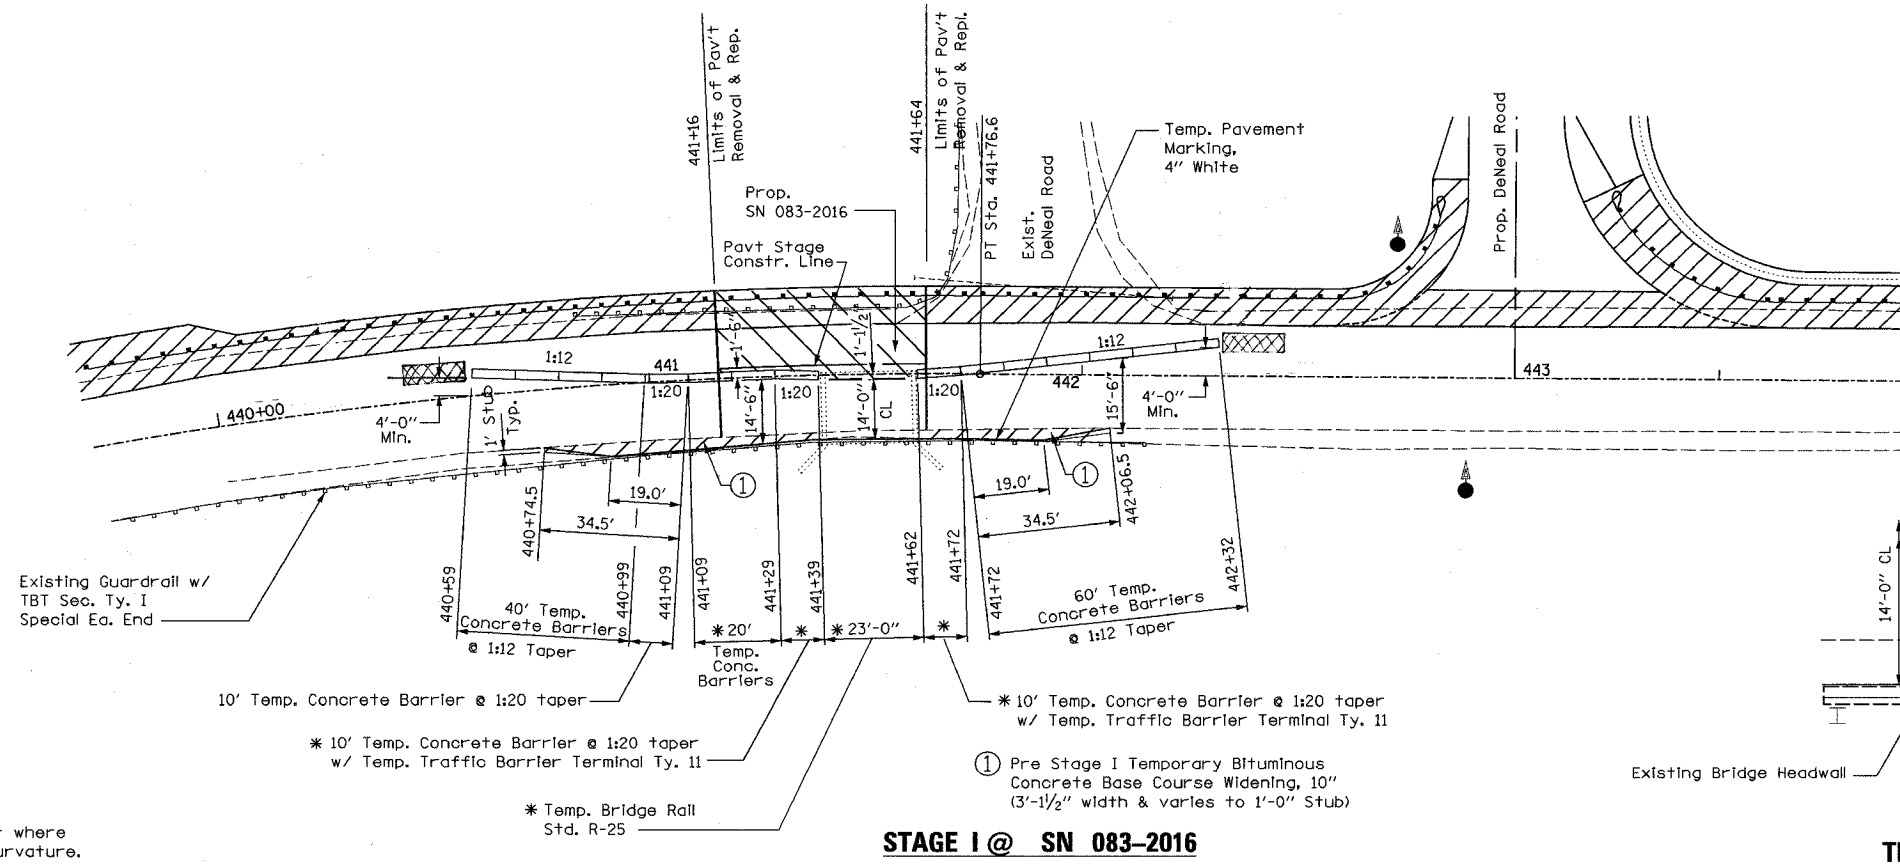 441+16
Limits of Pav't
Removal & Rep.
441+64
Limits of Pav't
Removal & Repl.
PT Sta. 441+76.6
Exist.
DeNeal Road
Temp. Pavement
Marking,
4" White
Prop. DeNeal Road
Prop.
SN 083-2016
Pavt Stage
Constr. Line
1'-6"
1'-1 1/2"
1:12
441
1:12
440+00
4'-0"
Min.
1' Stub
Typ.
1:20
14'-6"
1:20
14'-0"
CL
1:20
442
15'-6"
4'-0"
Min.
443
1
1
19.0'
34.5'
440+74.5
19.0'
34.5'
442+06.5
440+59
440+99
441+09
441+09
441+29
441+39
441+62
441+72
441+72
442+32
40' Temp.
Concrete Barriers
@ 1:12 Taper
* 20'
Temp.
Conc.
Barriers
*
* 23'-0"
*
60' Temp.
Concrete Barriers
@ 1:12 Taper
Existing Guardrail w/
TBT Sec. Ty. I
Special Ea. End
10' Temp. Concrete Barrier @ 1:20 taper
* 10' Temp. Concrete Barrier @ 1:20 taper
w/ Temp. Traffic Barrier Terminal Ty. 11
* Temp. Bridge Rail
Std. R-25
* 10' Temp. Concrete Barrier @ 1:20 taper
w/ Temp. Traffic Barrier Terminal Ty. 11
1 Pre Stage I Temporary Bituminous
Concrete Base Course Widening, 10"
(3'-1 1/2" width & varies to 1'-0" Stub)
14'-0" CL
Existing Bridge Headwall
where
urvature.
STAGE I @ SN 083–2016